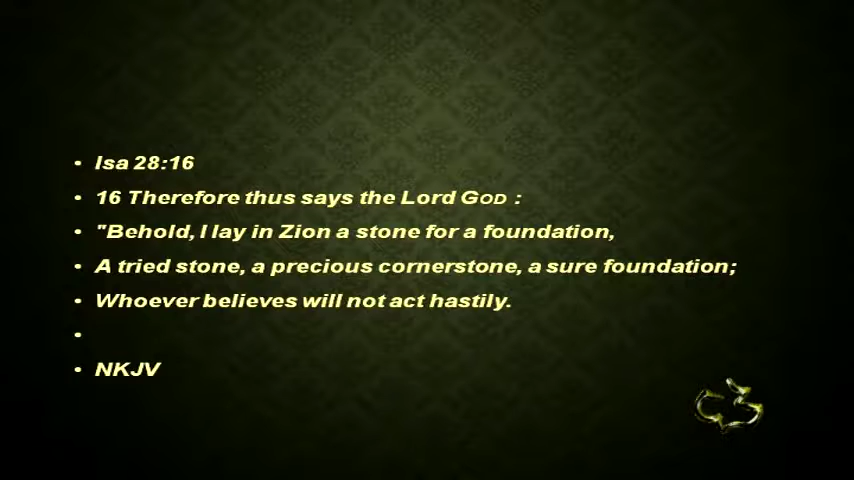 • Isa 28:16
• 16 Therefore thus says the Lord GOD :
• "Behold, I lay in Zion a stone for a foundation,
• A tried stone, a precious cornerstone, a sure foundation;
• Whoever believes will not act hastily.
•
• NKJV
C3